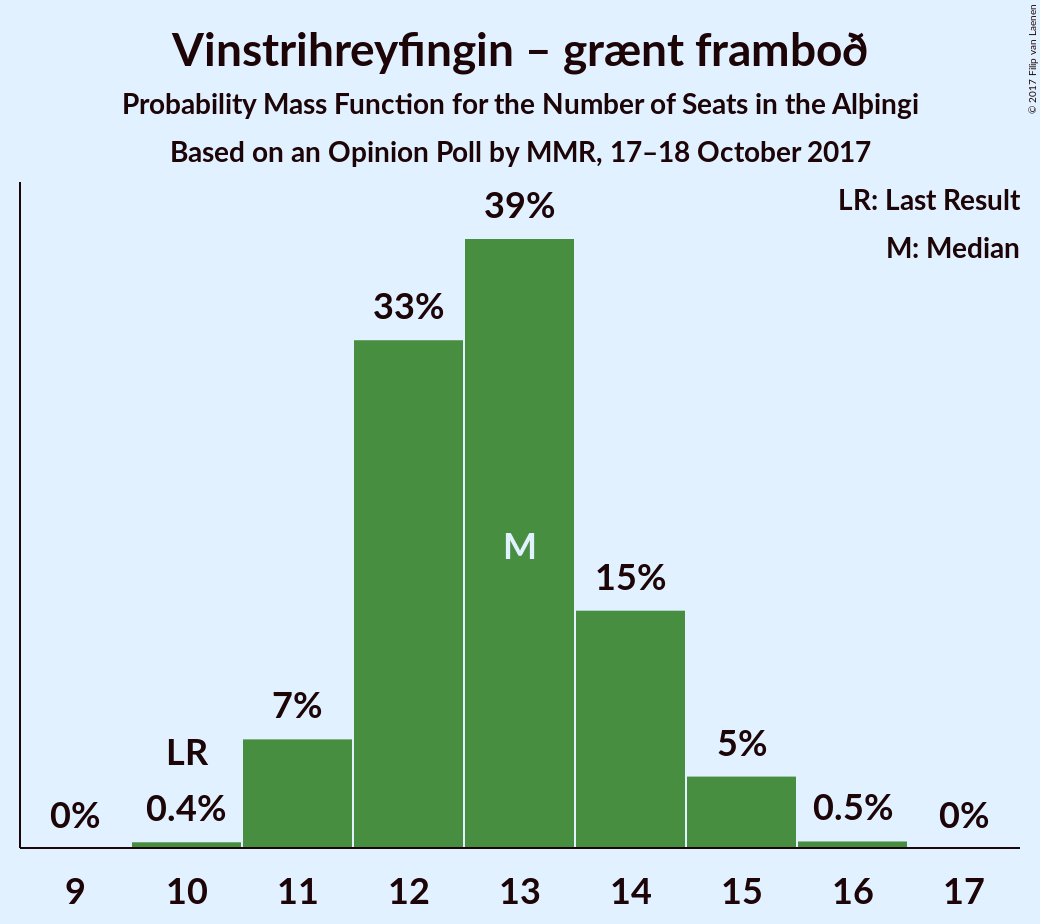 Vinstrihreyfingin – grænt framboð
Probability Mass Function for the Number of Seats in the Alþingi
Based on an Opinion Poll by MMR, 17–18 October 2017
© 2017 Filip van Laenen
LR: Last Result
M: Median
39%
33%
M
15%
7%
5%
LR
0%
0.4%
0.5%
0%
9 10 11 12 13 14 15 16 17